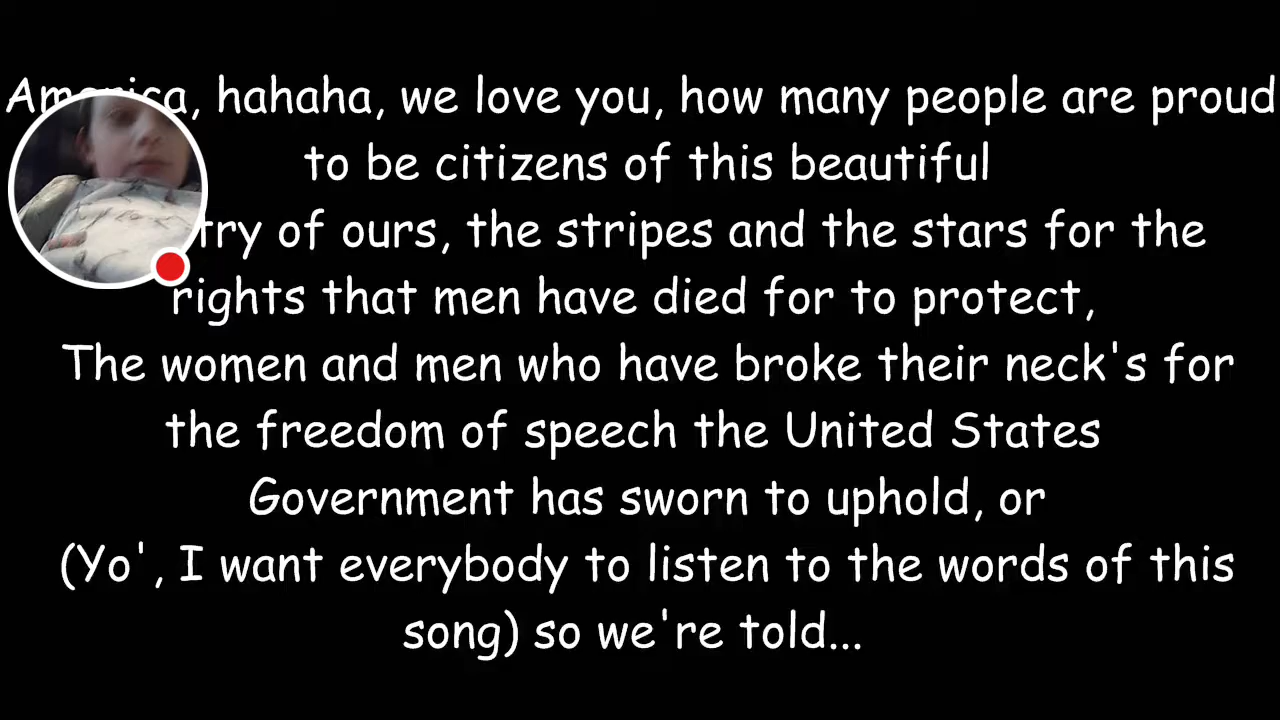 America, hahaha, we love you, how many people are proud
to be citizens of this beautiful
try of ours, the stripes and the stars for the
rights that men have died for to protect,
The women and men who have broke their neck's for
the freedom of speech the United States
Government has sworn to uphold, or
(Yo', I want everybody to listen to the words of this
song) so we're told...